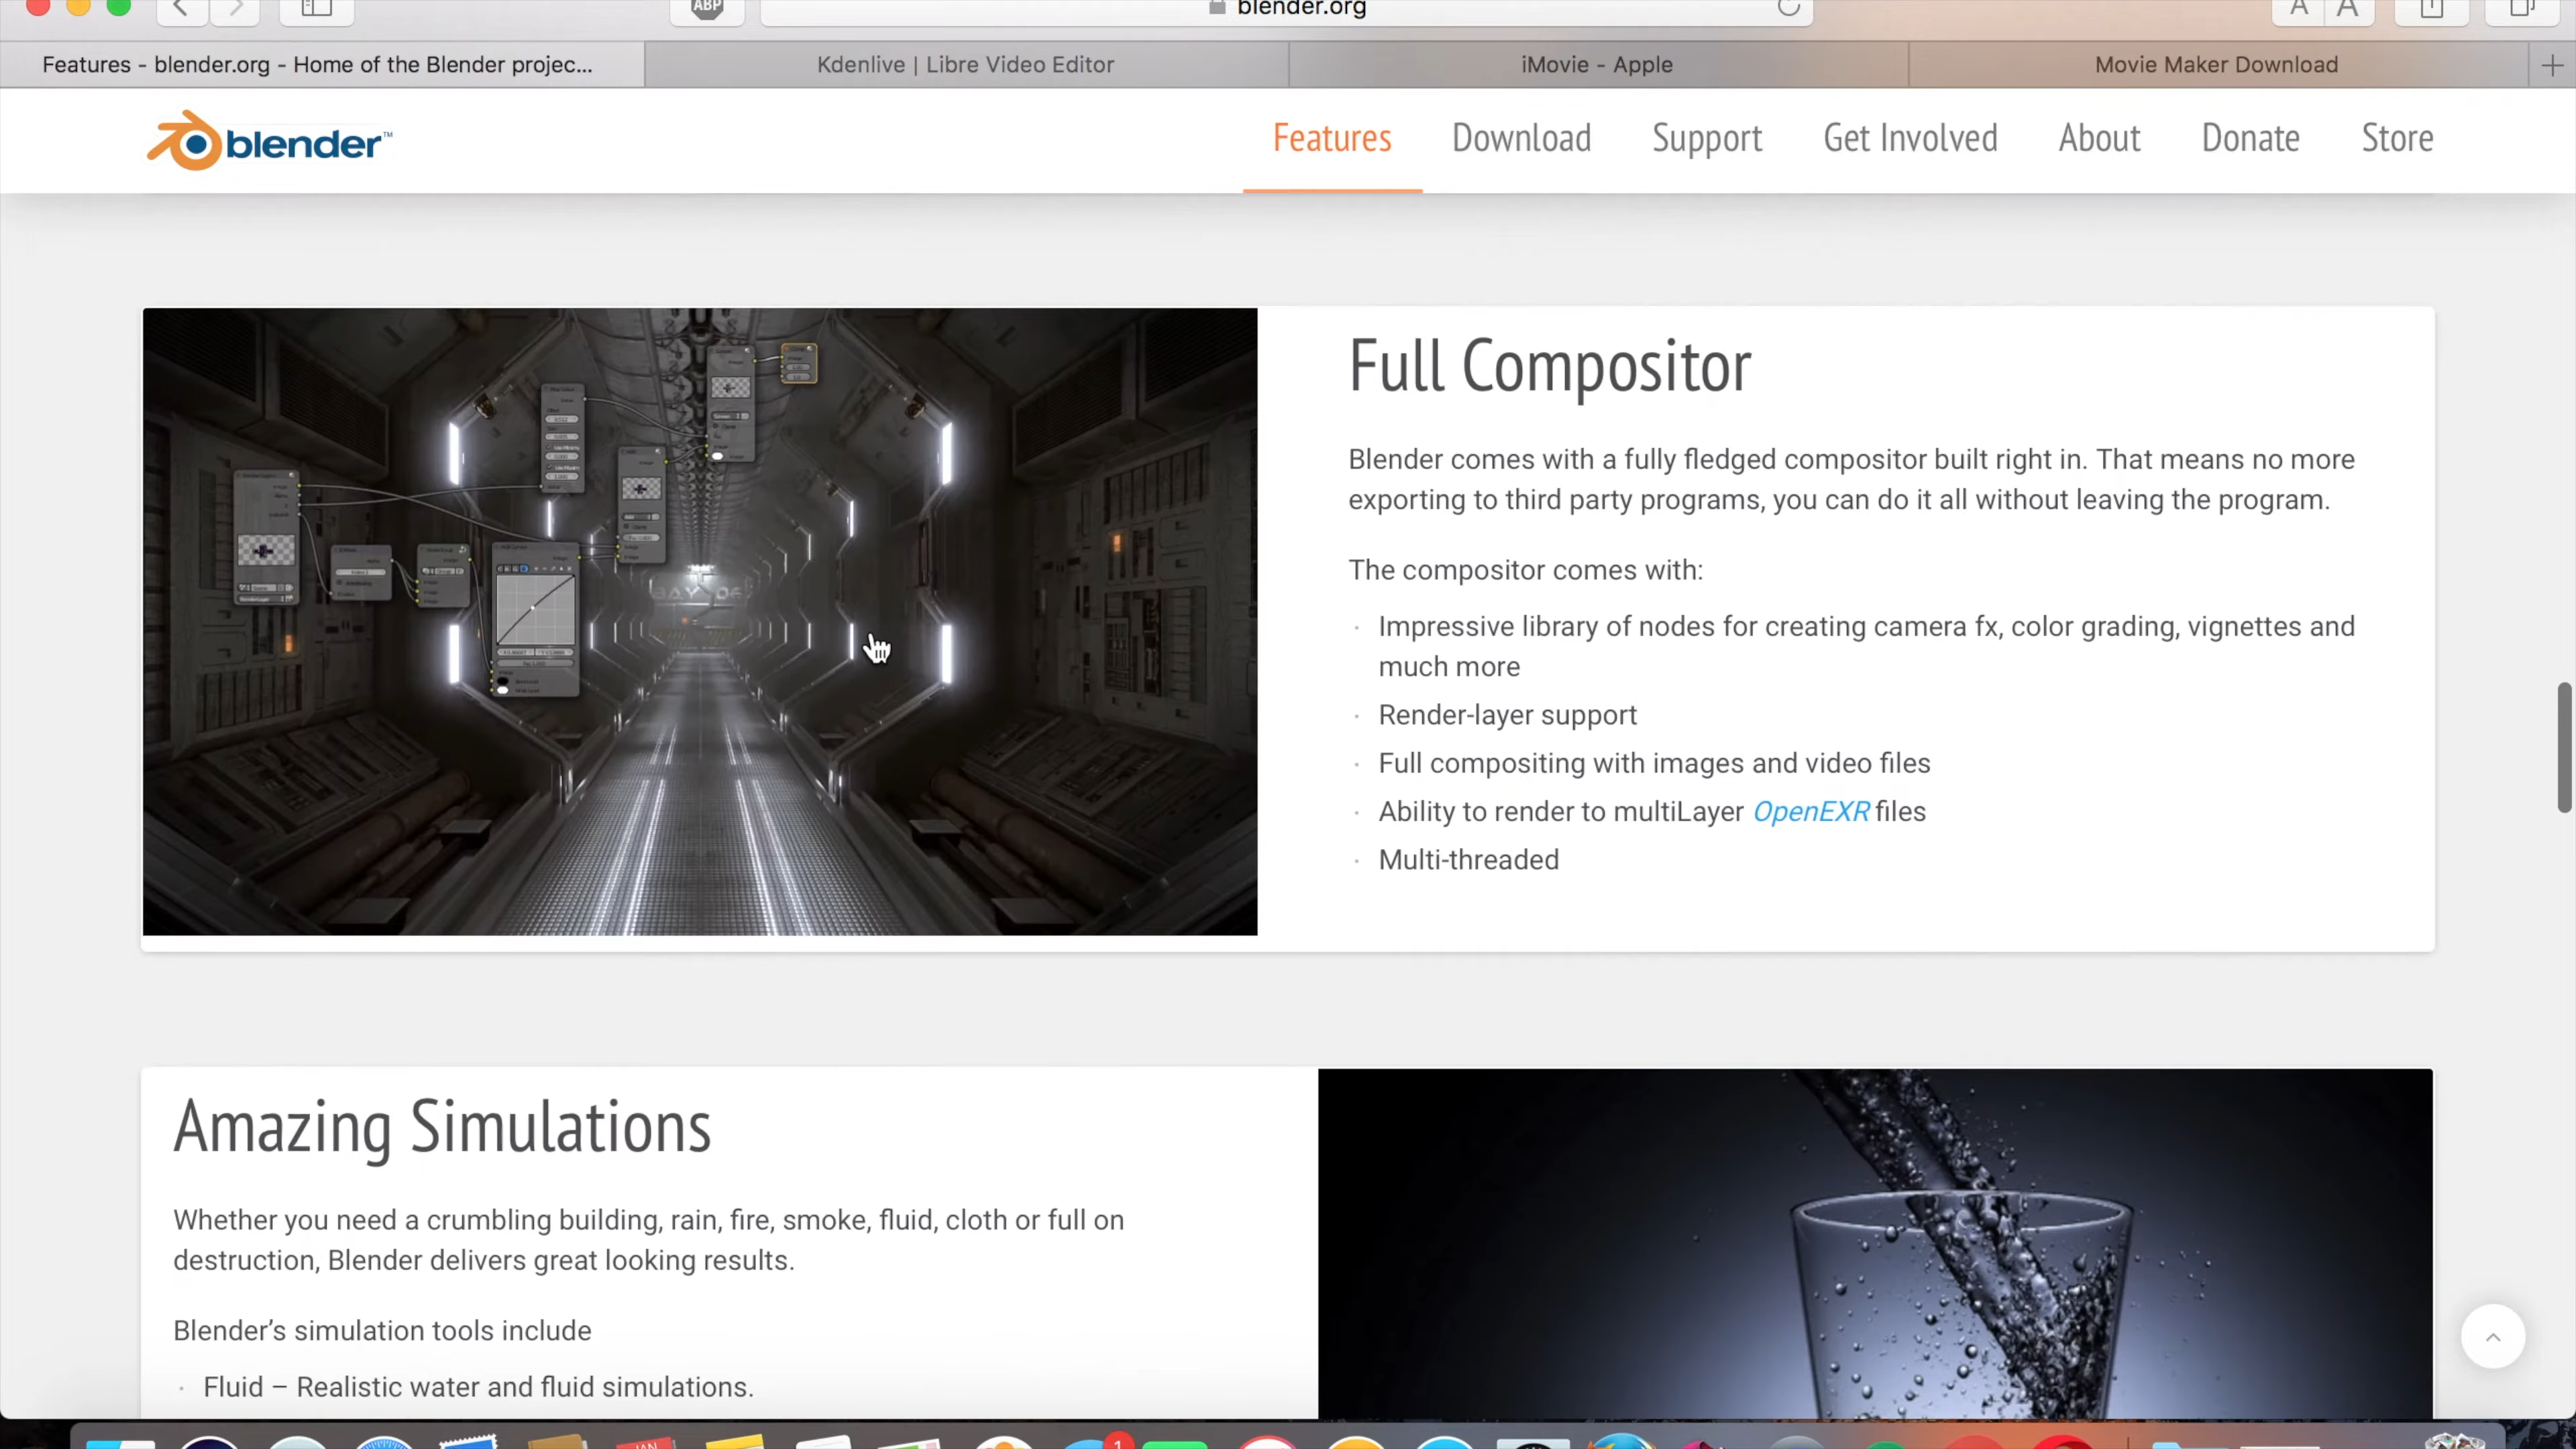 ABP
blender.org
A A
Features - blender.org - Home of the Blender projec...
Kdenlive | Libre Video Editor
iMovie - Apple
Movie Maker Download
blender™
Features
Download
Support
Get Involved
About
Donate
Store
BAY 06
Full Compositor
Blender comes with a fully fledged compositor built right in. That means no more
exporting to third party programs, you can do it all without leaving the program.
The compositor comes with:
· Impressive library of nodes for creating camera fx, color grading, vignettes and
much more
· Render-layer support
· Full compositing with images and video files
· Ability to render to multiLayer OpenEXR files
· Multi-threaded
Amazing Simulations
Whether you need a crumbling building, rain, fire, smoke, fluid, cloth or full on
destruction, Blender delivers great looking results.
Blender’s simulation tools include
· Fluid – Realistic water and fluid simulations.
JAN
1